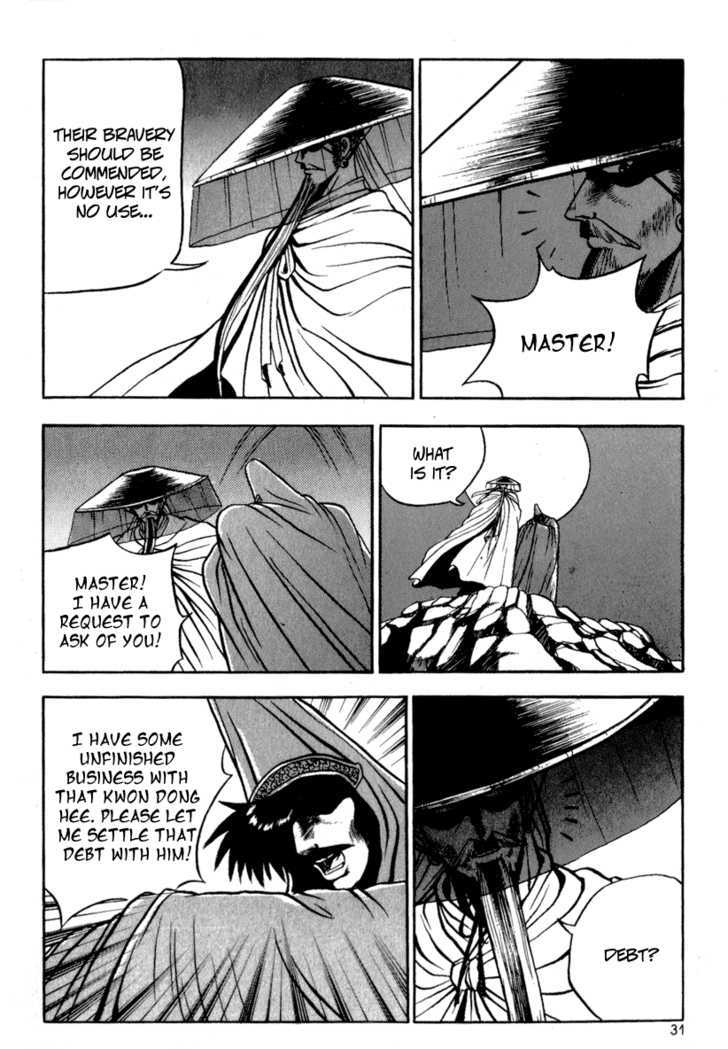 THEIR BRAVERY
SHOULD BE
COMMENDED,
HOWEVER IT'S
NO USE...
MASTER!
MASTER!
I HAVE A
REQUEST TO
ASK OF YOU!
WHAT
IS IT?
I HAVE SOME
UNFINISHED
BUSINESS WITH
THAT KWON DONG
HEE. PLEASE LET
ME SETTLE THAT
DEBT WITH HIM!
DEBT?
31